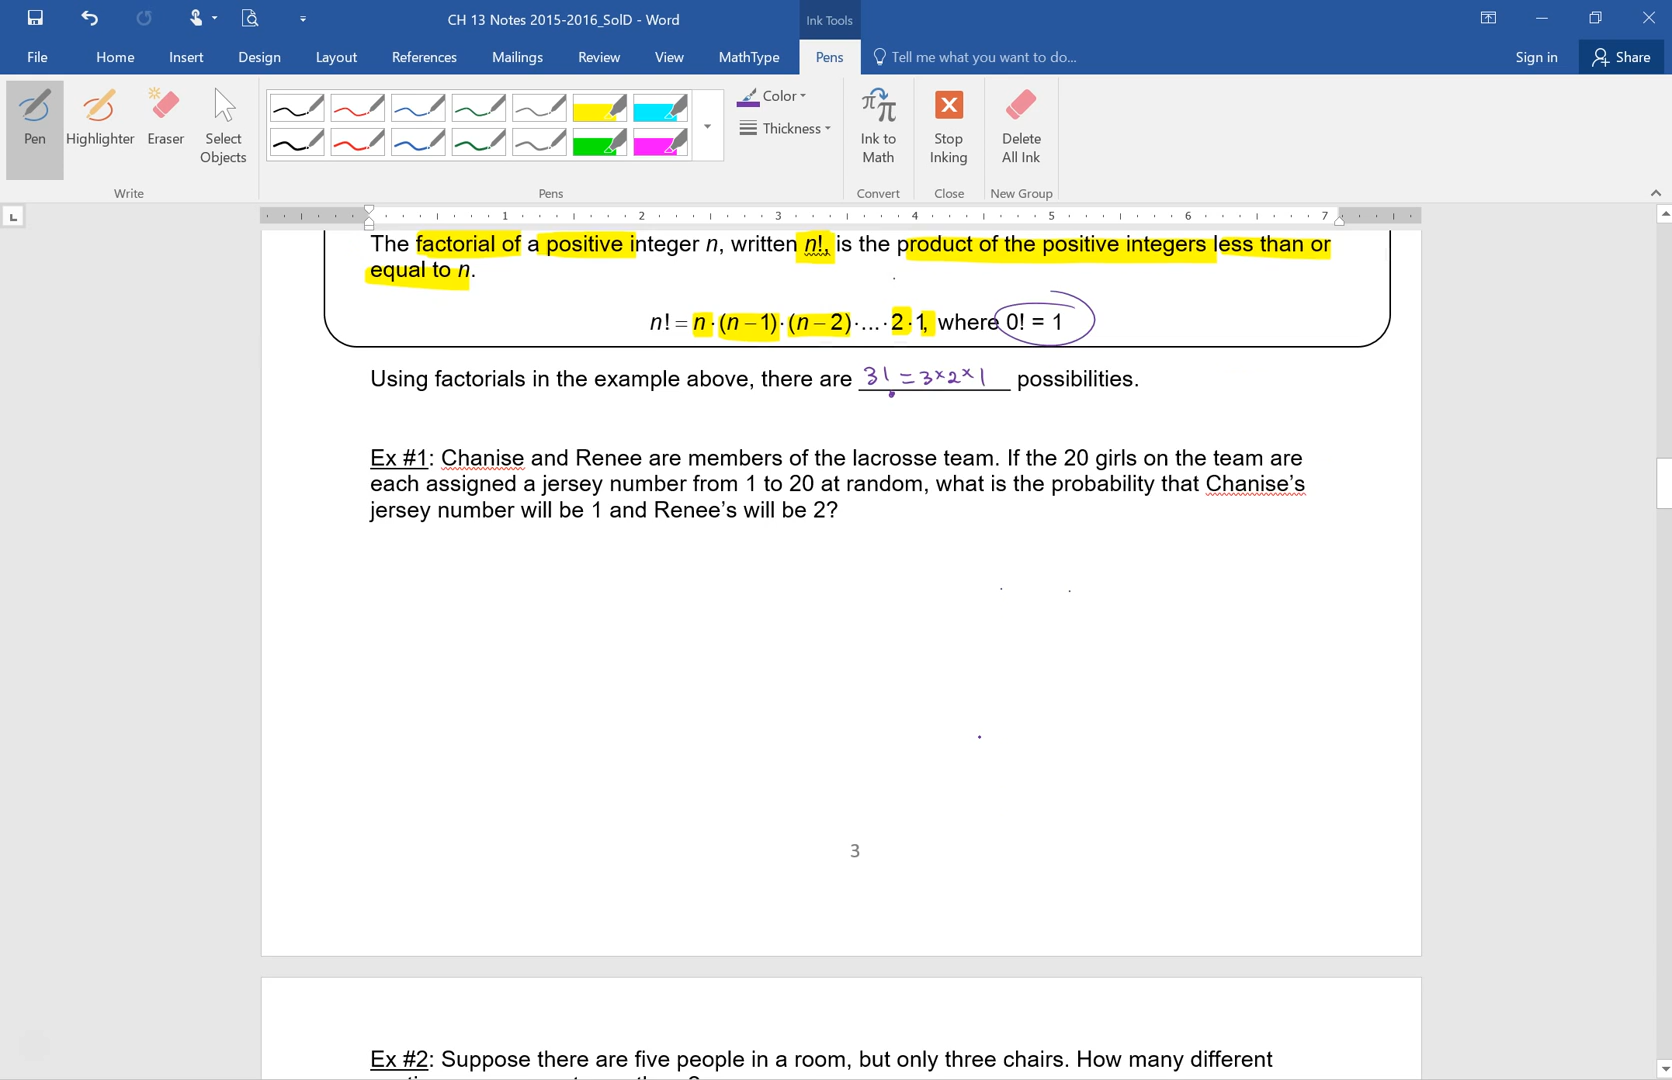 CH 13 Notes 2015-2016_SolD - Word
Ink Tools
File Home Insert Design Layout References Mailings Review View MathType Pens Tell me what you want to do... Sign in Share
Pen Highlighter Eraser Select Objects
Color
Thickness
Ink to Math
Stop Inking
Delete All Ink
Write Pens Convert Close New Group
L 1 2 3 4 5 6 7
The factorial of a positive integer n, written n!, is the product of the positive integers less than or
equal to n.
n! = n · (n – 1) · (n – 2) · … · 2 · 1, where 0! = 1
Using factorials in the example above, there are 3! = 3 × 2 × 1 possibilities.
Ex #1: Chanise and Renee are members of the lacrosse team. If the 20 girls on the team are
each assigned a jersey number from 1 to 20 at random, what is the probability that Chanise’s
jersey number will be 1 and Renee’s will be 2?
3
Ex #2: Suppose there are five people in a room, but only three chairs. How many different